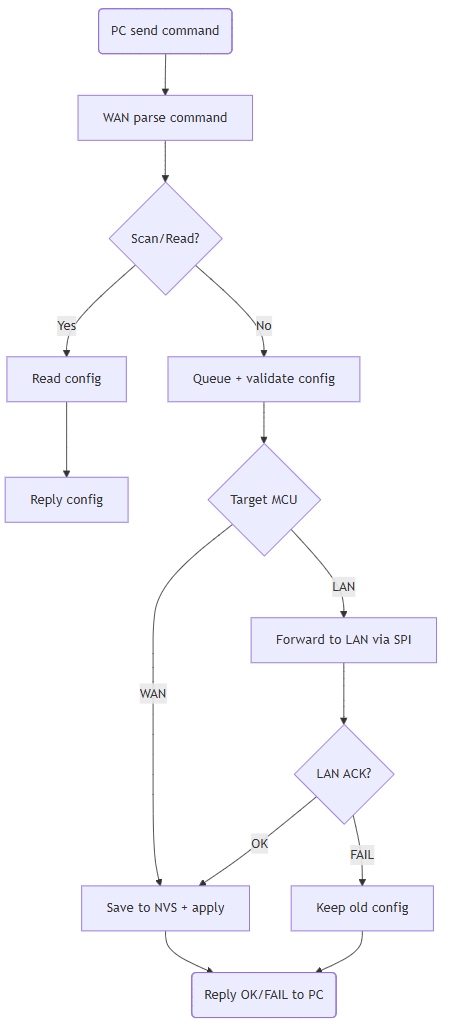 PC send command
WAN parse command
Scan/Read?
Yes
No
Read config
Queue + validate config
Reply config
Target MCU
LAN
Forward to LAN via SPI
WAN
LAN ACK?
OK
FAIL
Save to NVS + apply
Keep old config
Reply OK/FAIL to PC